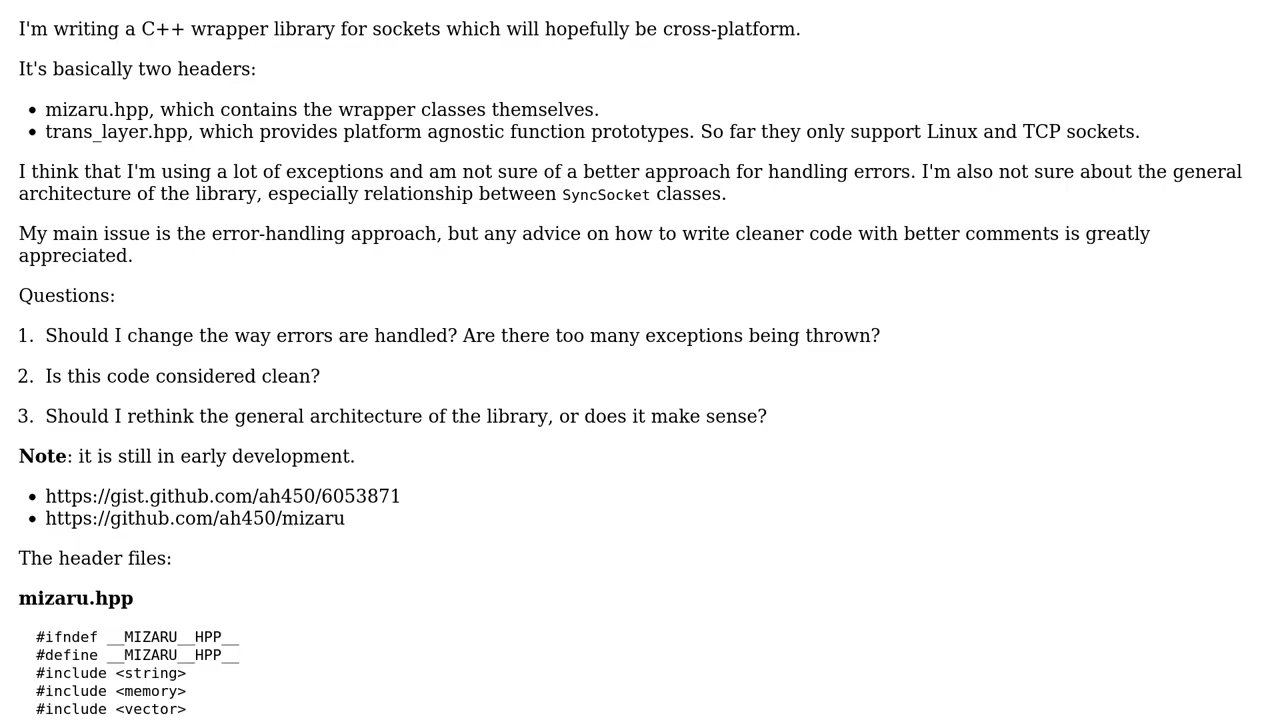 I'm writing a C++ wrapper library for sockets which will hopefully be cross-platform.
It's basically two headers:
• mizaru.hpp, which contains the wrapper classes themselves.
• trans_layer.hpp, which provides platform agnostic function prototypes. So far they only support Linux and TCP sockets.
I think that I'm using a lot of exceptions and am not sure of a better approach for handling errors. I'm also not sure about the general
architecture of the library, especially relationship between SyncSocket classes.
My main issue is the error-handling approach, but any advice on how to write cleaner code with better comments is greatly
appreciated.
Questions:
1. Should I change the way errors are handled? Are there too many exceptions being thrown?
2. Is this code considered clean?
3. Should I rethink the general architecture of the library, or does it make sense?
Note: it is still in early development.
• https://gist.github.com/ah450/6053871
• https://github.com/ah450/mizaru
The header files:
mizaru.hpp
#ifndef __MIZARU__HPP__
#define __MIZARU__HPP__
#include <string>
#include <memory>
#include <vector>